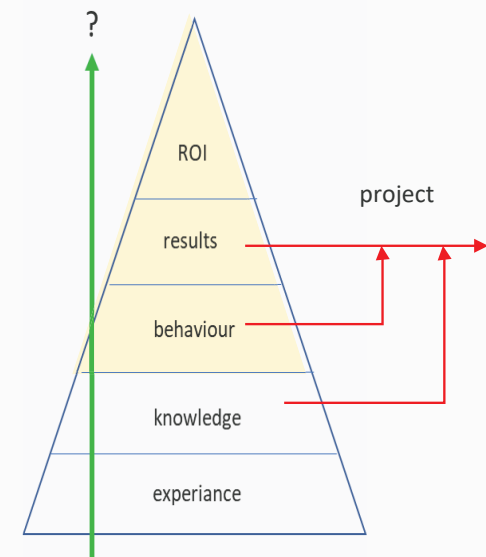 ?
ROI
project
results
behaviour
knowledge
experiance